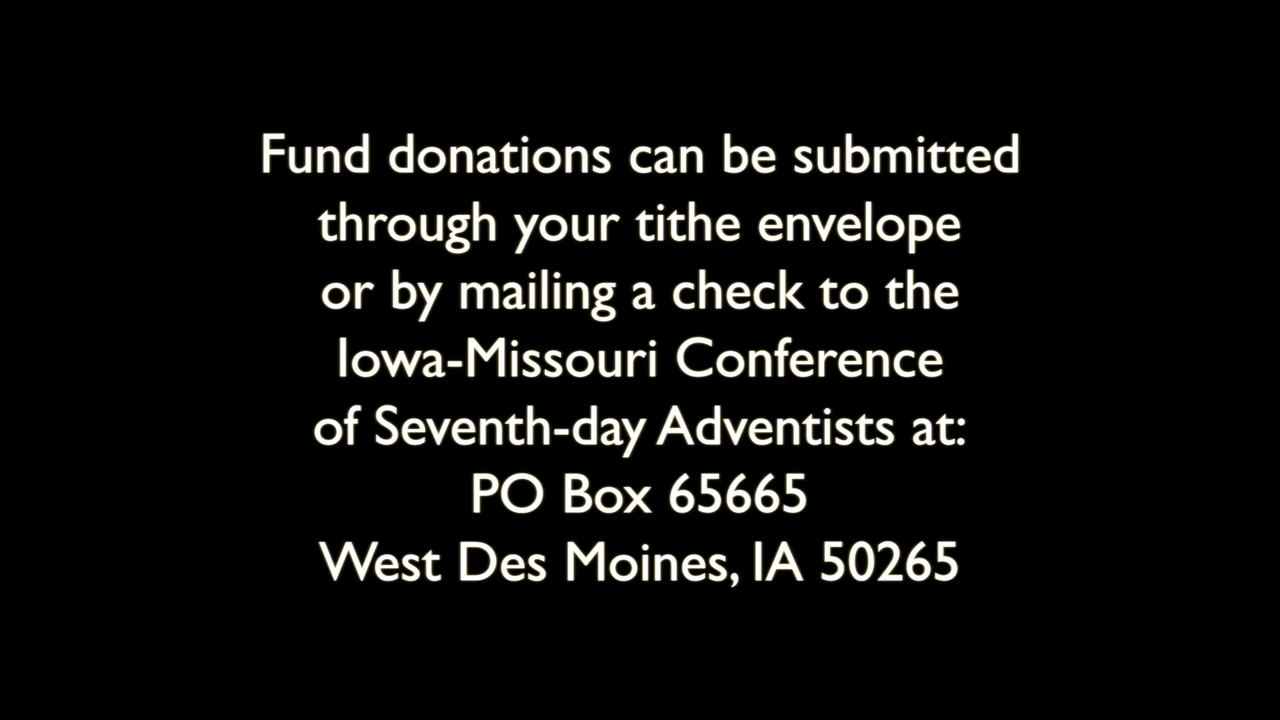 Fund donations can be submitted
through your tithe envelope
or by mailing a check to the
Iowa-Missouri Conference
of Seventh-day Adventists at:
PO Box 65665
West Des Moines, IA 50265